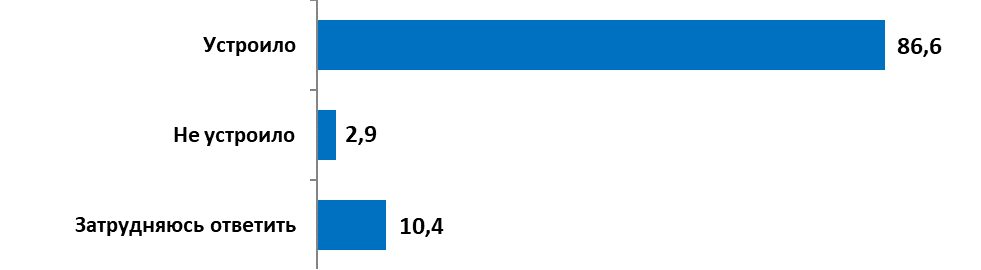 Устроило 86,6
Не устроило 2,9
Затрудняюсь ответить 10,4